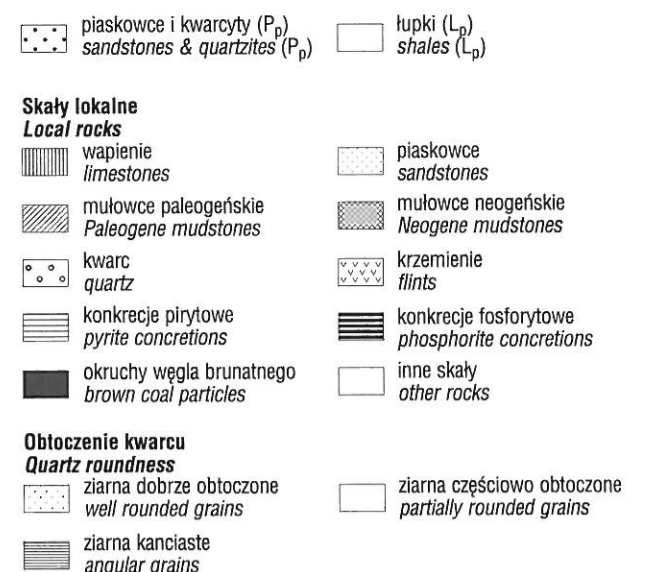 piaskowce i kwarcyty (Pp)
sandstones & quartzites (Pp)
łupki (Lp)
shales (Lp)
Skały lokalne
Local rocks
wapienie
limestones
piaskowce
sandstones
mułowce paleogeńskie
Paleogene mudstones
mułowce neogeńskie
Neogene mudstones
kwarc
quartz
krzemienie
flints
konkrecje pirytowe
pyrite concretions
konkrecje fosforytowe
phosphorite concretions
okruchy węgla brunatnego
brown coal particles
inne skały
other rocks
Obtoczenie kwarcu
Quartz roundness
ziarna dobrze obtoczone
well rounded grains
ziarna częściowo obtoczone
partially rounded grains
ziarna kanciaste
angular grains